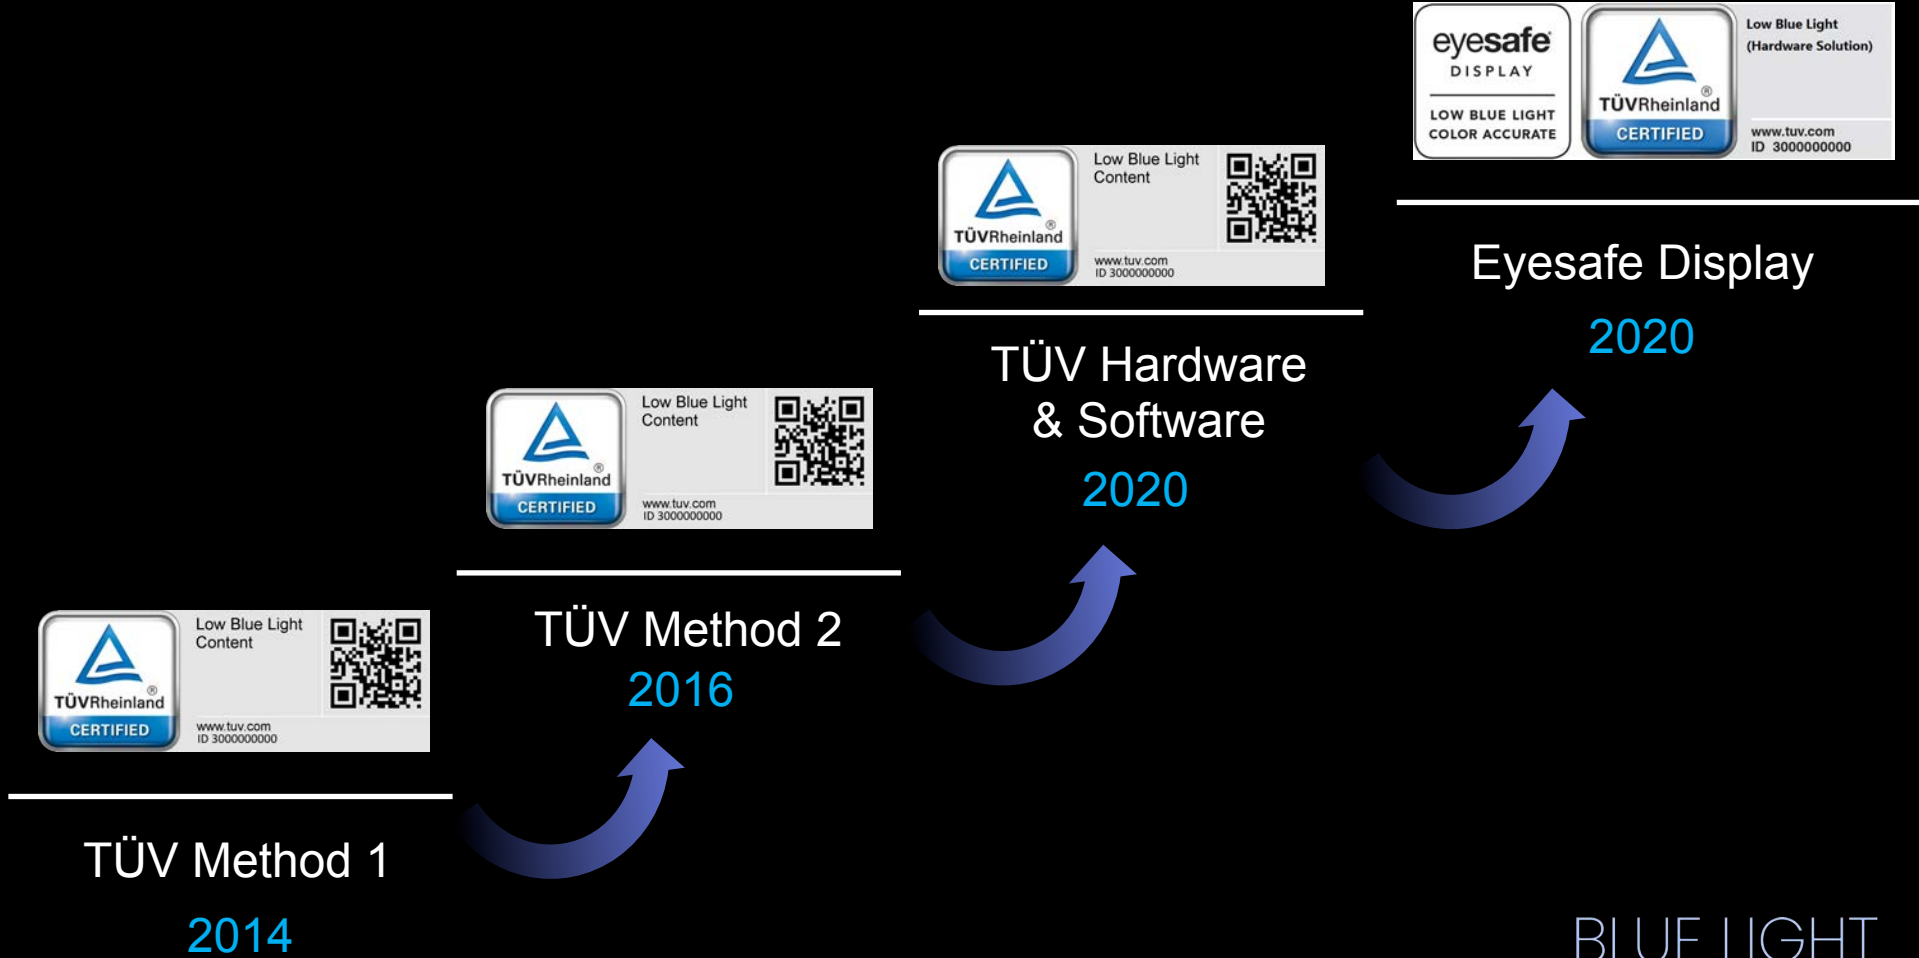 eyesafe
DISPLAY
LOW BLUE LIGHT
COLOR ACCURATE
TÜVRheinland®
CERTIFIED
Low Blue Light
(Hardware Solution)
www.tuv.com
ID 3000000000
Eyesafe Display
2020
TÜVRheinland®
CERTIFIED
Low Blue Light
Content
www.tuv.com
ID 3000000000
TÜV Hardware
& Software
2020
TÜVRheinland®
CERTIFIED
Low Blue Light
Content
www.tuv.com
ID 3000000000
TÜV Method 2
2016
TÜVRheinland®
CERTIFIED
Low Blue Light
Content
www.tuv.com
ID 3000000000
TÜV Method 1
2014
BLUE LIGHT